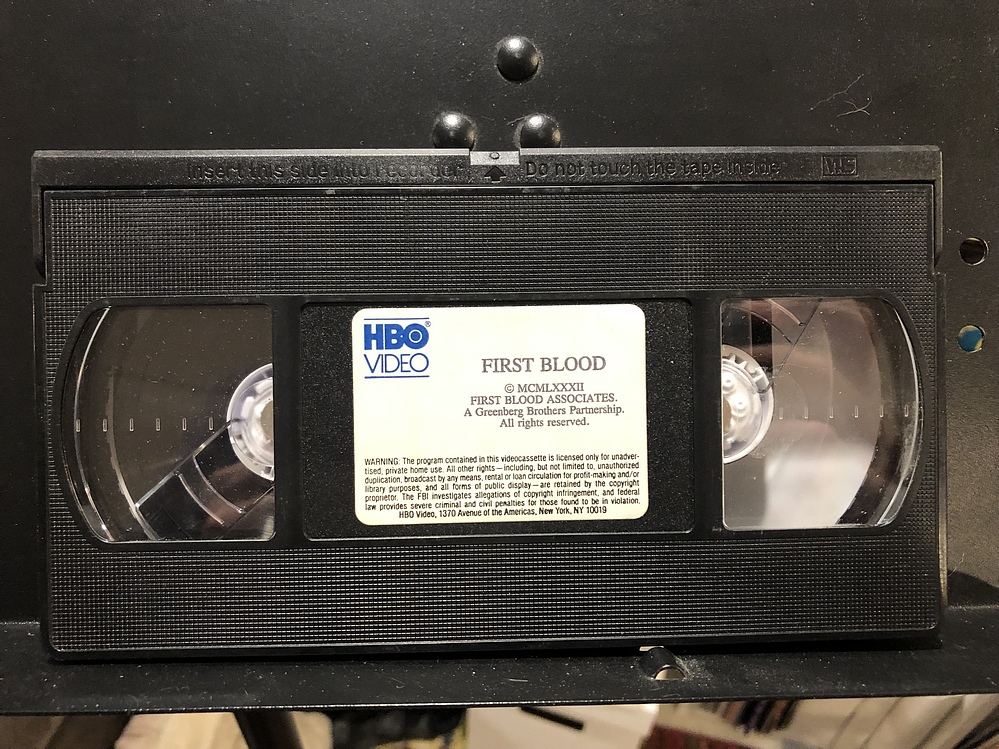 Insert this side into recorder
Do not touch the tape inside
VHS
HBO®
VIDEO
FIRST BLOOD
© MCMLXXXII
FIRST BLOOD ASSOCIATES.
A Greenberg Brothers Partnership.
All rights reserved.
WARNING: The program contained in this videocassette is licensed only for unadver-
tised, private home use. All other rights—including, but not limited to, unauthorized
duplication, broadcast by any means, rental or loan circulation for profit-making and/or
library purposes, and all forms of public display—are retained by the copyright
proprietor. The FBI investigates allegations of copyright infringement, and federal
law provides severe criminal and civil penalties for those found to be in violation.
HBO Video, 1370 Avenue of the Americas, New York, NY 10019